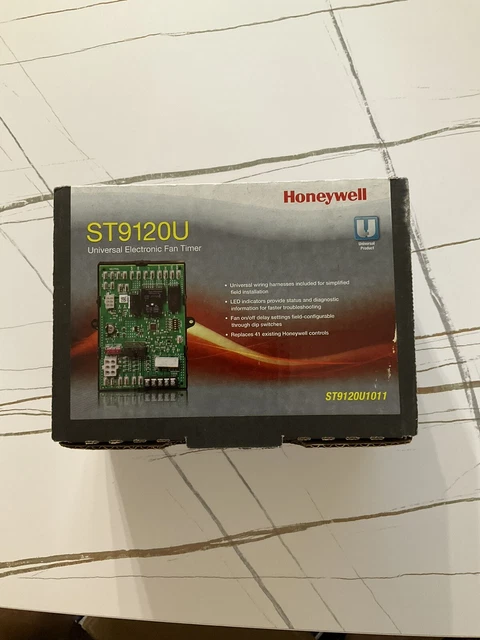 Honeywell
ST9120U
Universal Electronic Fan Timer
Universal
Product
• Universal wiring harnesses included for simplified
field installation
• LED indicators provide status and diagnostic
information for faster troubleshooting
• Fan on/off delay settings field-configurable
through dip switches
• Replaces 41 existing Honeywell controls
ST9120U1011